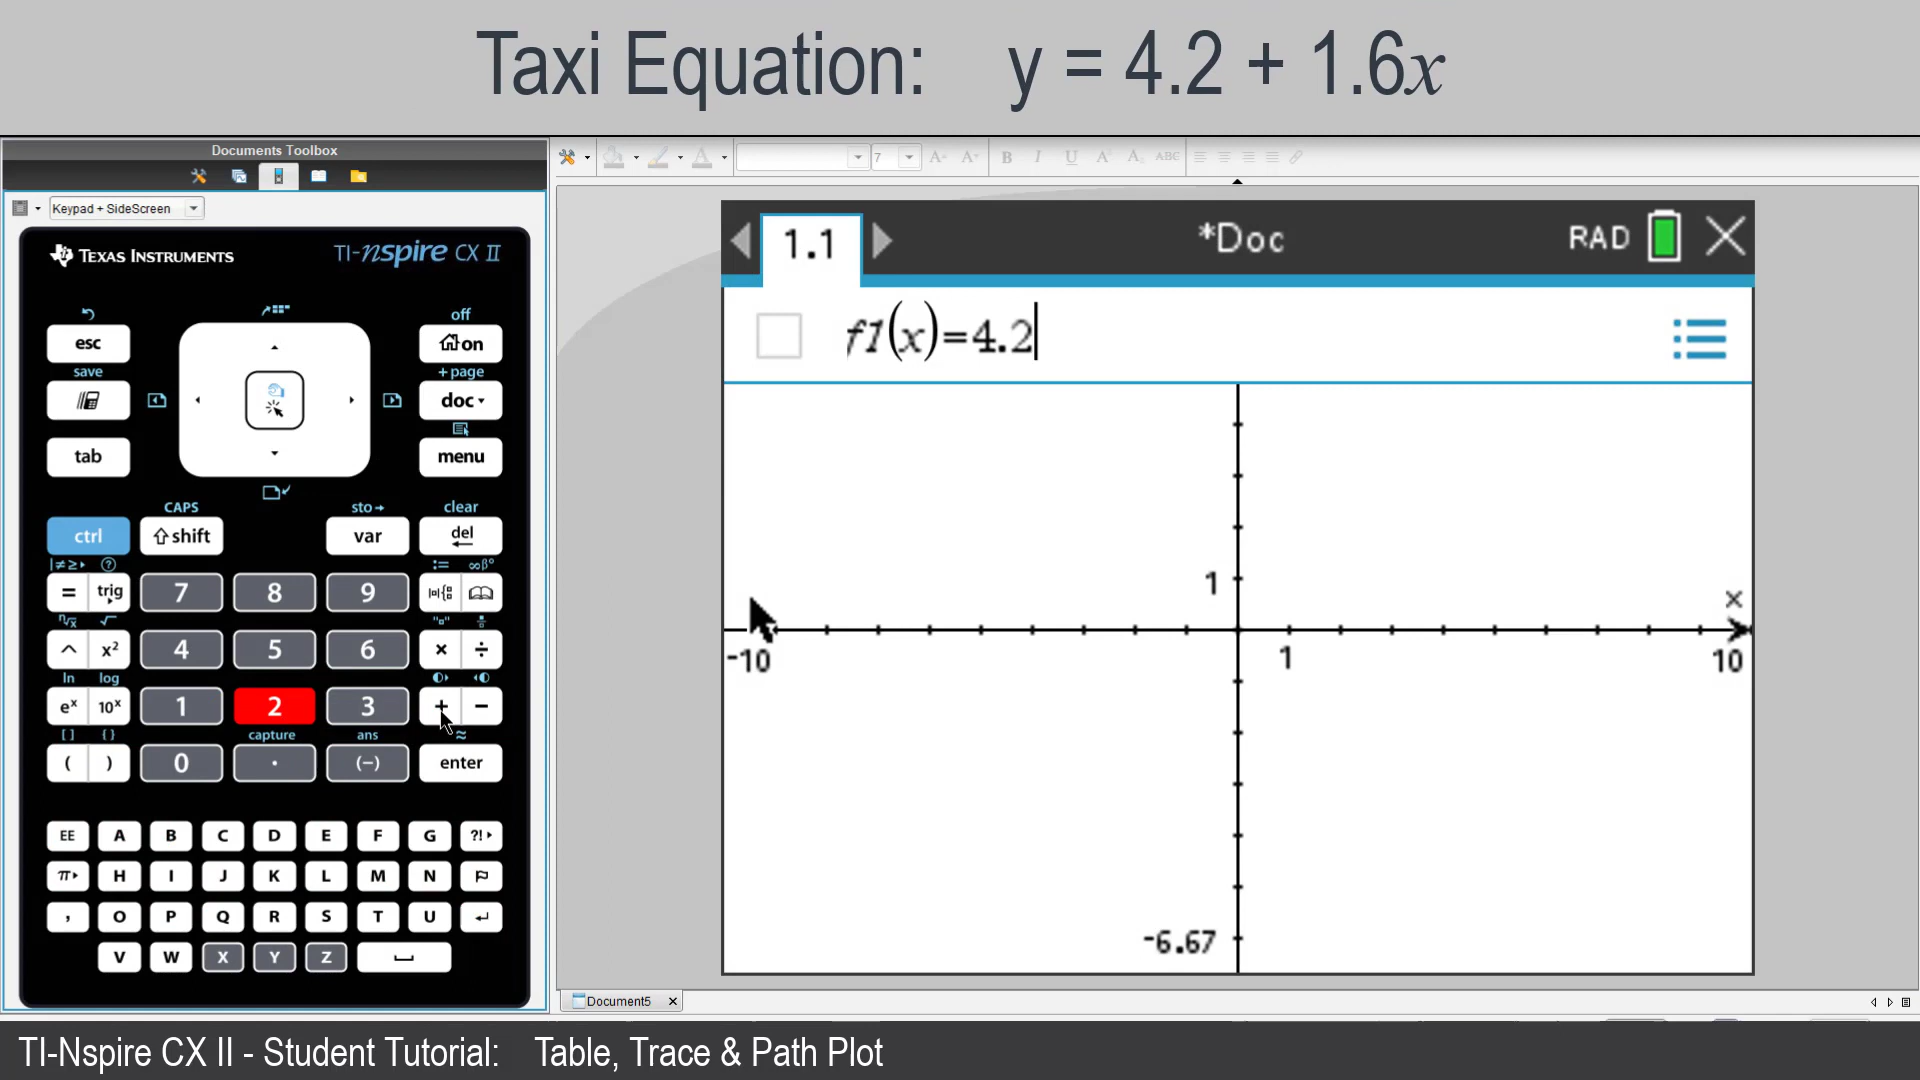 Taxi Equation: y = 4.2 + 1.6x
Documents Toolbox
Keypad + SideScreen
7
B I U A A ABC
TEXAS INSTRUMENTS TI-nspire CX II
1.1 *Doc RAD
f1(x)=4.2
off
esc on
save + page
doc
tab menu
CAPS sto→ clear
ctrl shift var del
|≠≥▸ ? := ∞β°
= trig 7 8 9
ⁿ√x √
^ x² 4 5 6 × ÷
ln log
eˣ 10ˣ 1 2 3 + −
[ ] { } capture ans ≈
( ) 0 . (−) enter
EE A B C D E F G ?!▸
π▸ H I J K L M N
, O P Q R S T U
V W X Y Z
1
x
-10 1 10
-6.67
Document5
TI-Nspire CX II - Student Tutorial: Table, Trace & Path Plot